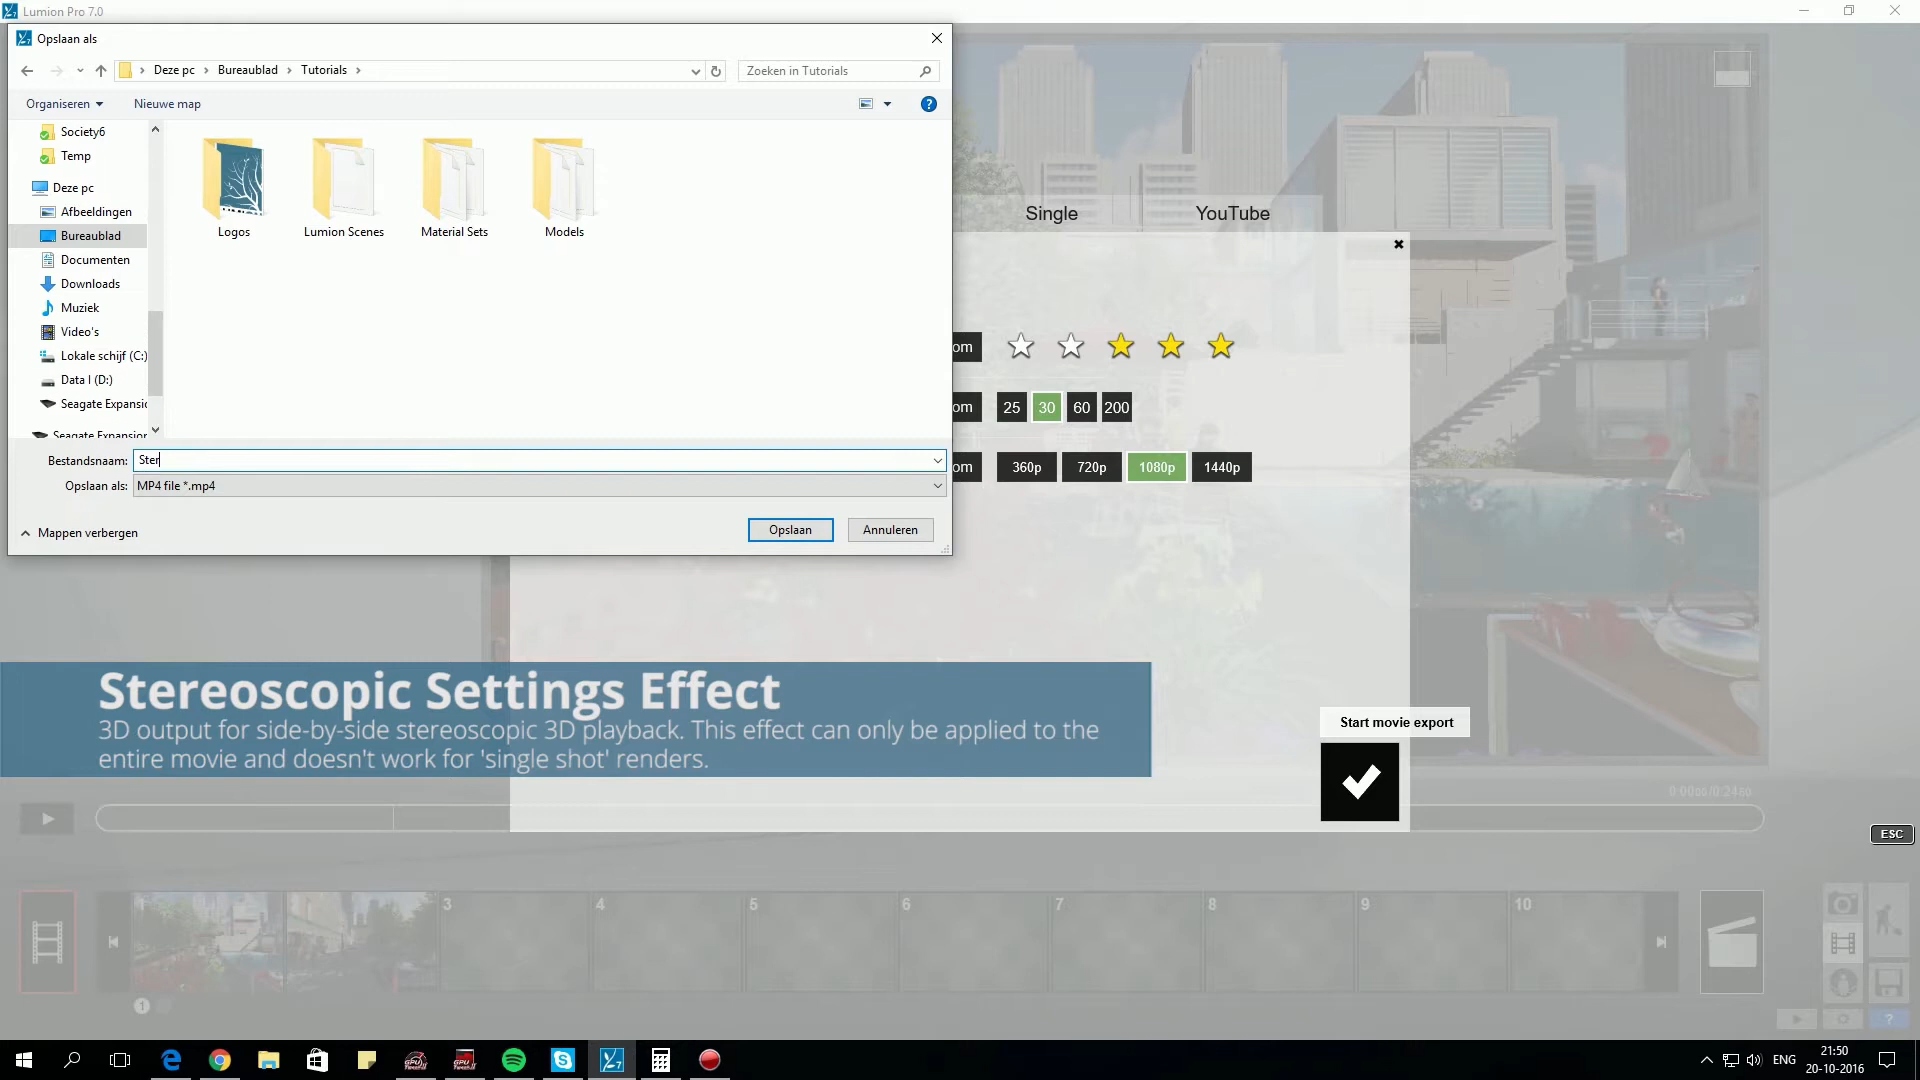 Lumion Pro 7.0
Opslaan als
Deze pc
Bureaublad
Tutorials
Zoeken in Tutorials
Organiseren
Nieuwe map
Society6
Temp
Deze pc
Afbeeldingen
Bureaublad
Documenten
Downloads
Muziek
Video's
Lokale schijf (C:)
Data I (D:)
Seagate Expansio
Seagate Expansion
Logos
Lumion Scenes
Material Sets
Models
Bestandsnaam: Ster
Opslaan als: MP4 file *.mp4
Mappen verbergen
Opslaan
Annuleren
Single
YouTube
om
om 25 30 60 200
om 360p 720p 1080p 1440p
Stereoscopic Settings Effect
3D output for side-by-side stereoscopic 3D playback. This effect can only be applied to the
entire movie and doesn't work for 'single shot' renders.
Start movie export
ESC
3 4 5 6 7 8 9 10
1
ENG
21:50
20-10-2016